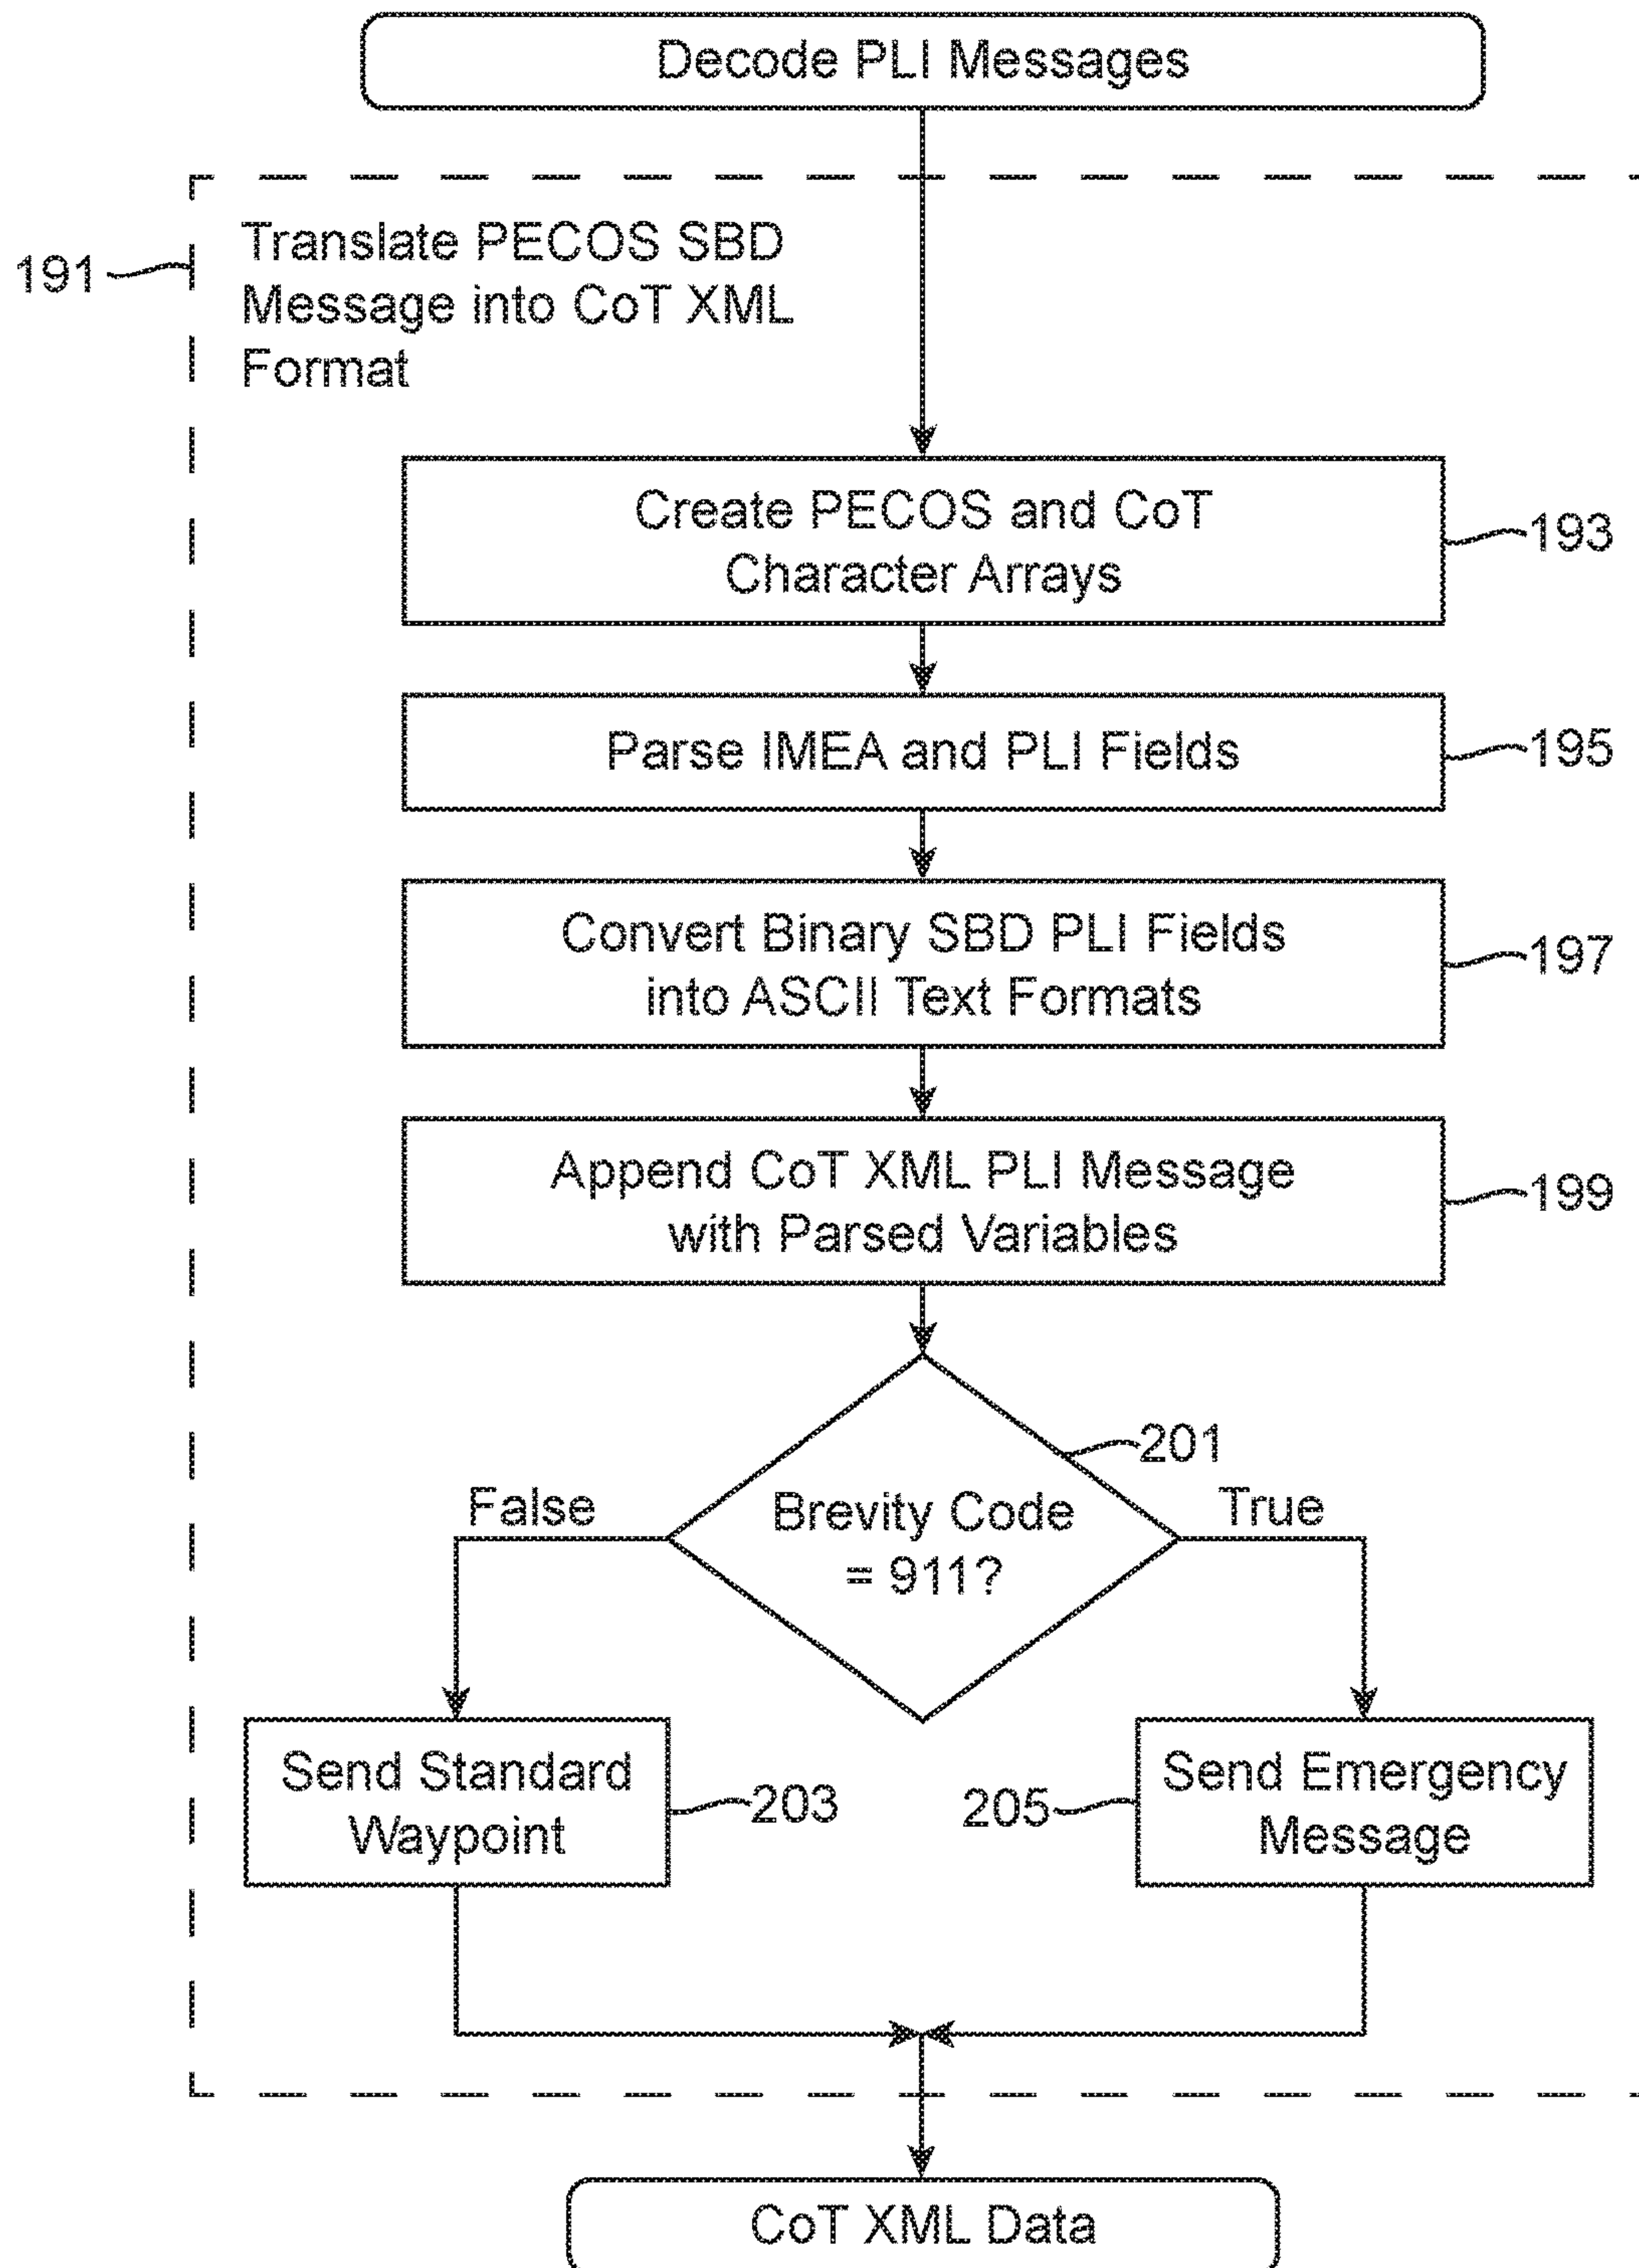 Decode PLI Messages
191
Translate PECOS SBD
Message into CoT XML
Format
Create PECOS and CoT
Character Arrays
193
Parse IMEA and PLI Fields
195
Convert Binary SBD PLI Fields
into ASCII Text Formats
197
Append CoT XML PLI Message
with Parsed Variables
199
201
False
Brevity Code
= 911?
True
Send Standard
Waypoint
203
205
Send Emergency
Message
CoT XML Data